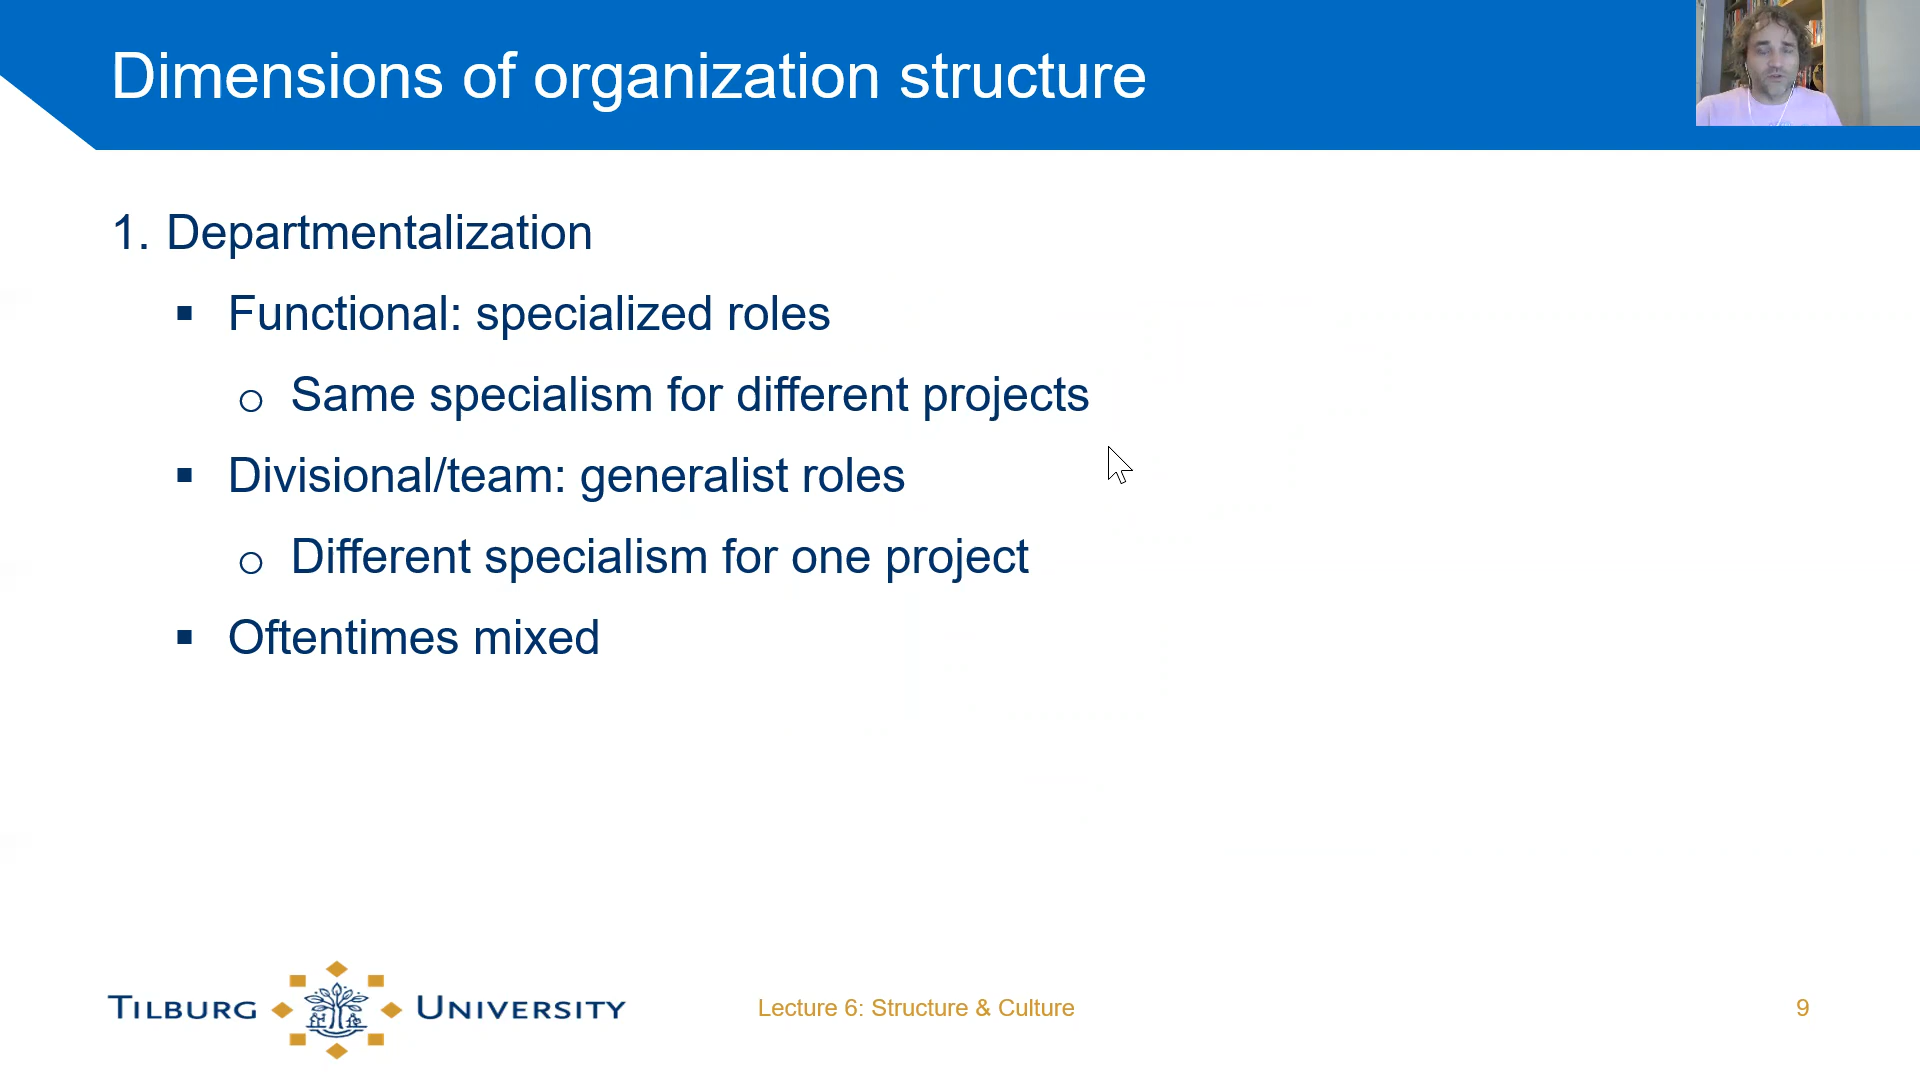 Dimensions of organization structure
1. Departmentalization
▪ Functional: specialized roles
o Same specialism for different projects
▪ Divisional/team: generalist roles
o Different specialism for one project
▪ Oftentimes mixed
TILBURG UNIVERSITY
Lecture 6: Structure & Culture
9